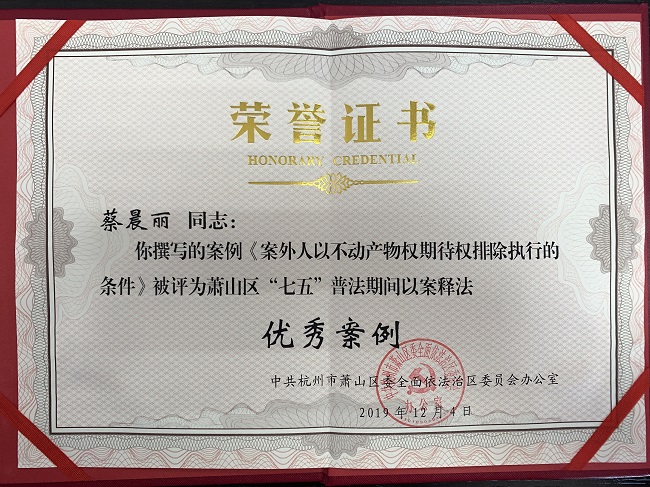 荣誉证书
HONORARY CREDENTIAL
蔡晨丽 同志：
你撰写的案例《案外人以不动产物权期待权排除执行的
条件》被评为萧山区“七五”普法期间以案释法
优秀案例
中共杭州市萧山区委全面依法治区委员会办公室
2019年12月4日
办公室